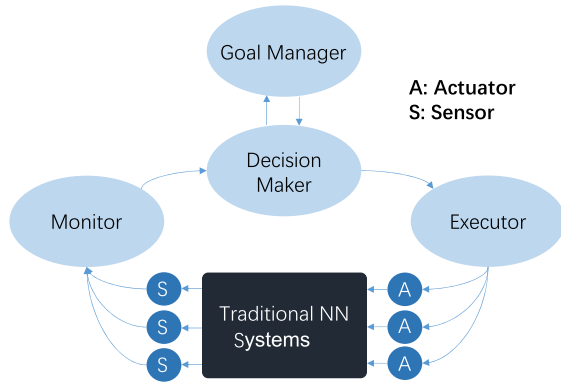 Goal Manager
A: Actuator
S: Sensor
Decision
Maker
Monitor
Executor
S
Traditional NN
Systems
A
S
A
S
A